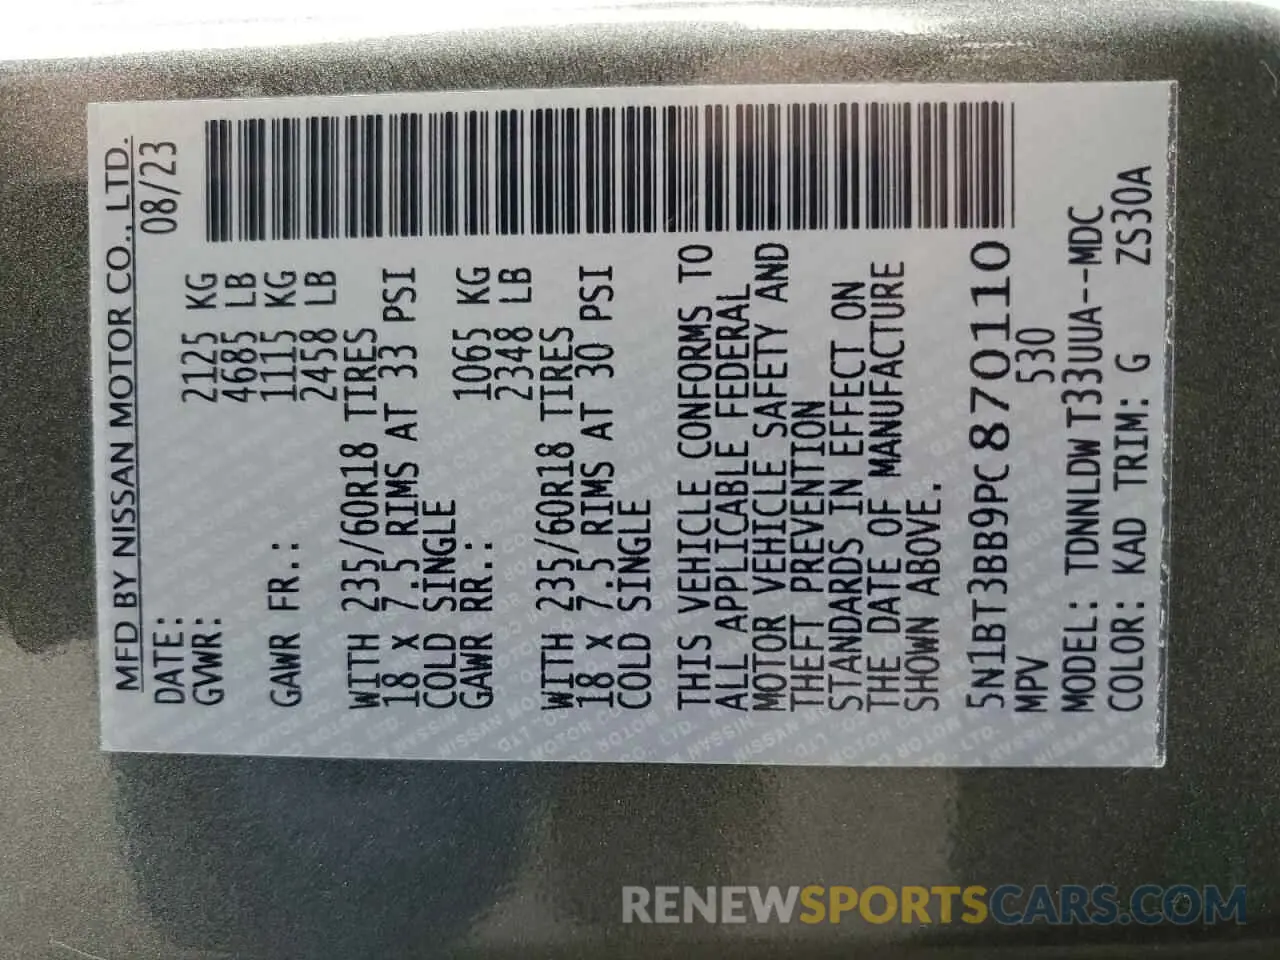 MFD BY NISSAN MOTOR CO., LTD.
DATE: 08/23
GVWR: 2125 KG
4685 LB
GAWR FR.: 1115 KG
2458 LB
WITH 235/60R18 TIRES
18 x 7.5 RIMS AT 33 PSI
COLD SINGLE
GAWR RR.: 1065 KG
2348 LB
WITH 235/60R18 TIRES
18 x 7.5 RIMS AT 30 PSI
COLD SINGLE
THIS VEHICLE CONFORMS TO
ALL APPLICABLE FEDERAL
MOTOR VEHICLE SAFETY AND
THEFT PREVENTION
STANDARDS IN EFFECT ON
THE DATE OF MANUFACTURE
SHOWN ABOVE.
5N1BT3BB9PC870110
MPV 530
MODEL: TDNNLDW T33UUA--MDC
COLOR: KAD TRIM: G ZS30A
RENEWSPORTSCARS.COM